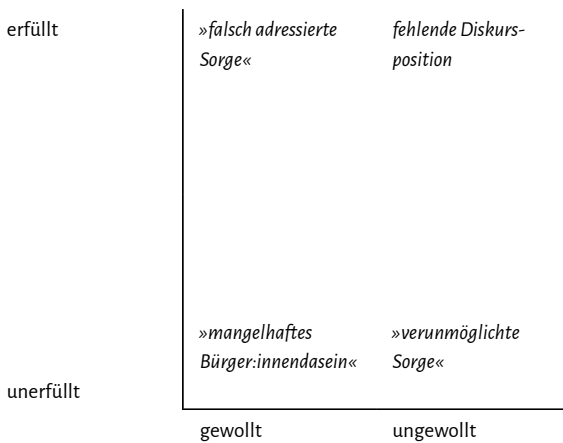 erfüllt
»falsch adressierte
Sorge«
fehlende Diskurs-
position
»mangelhaftes
Bürger:innendasein«
»verunmöglichte
Sorge«
unerfüllt
gewollt
ungewollt